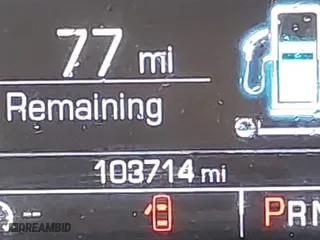 77 mi
Remaining
103714 mi
--
PRN
DREAMBID